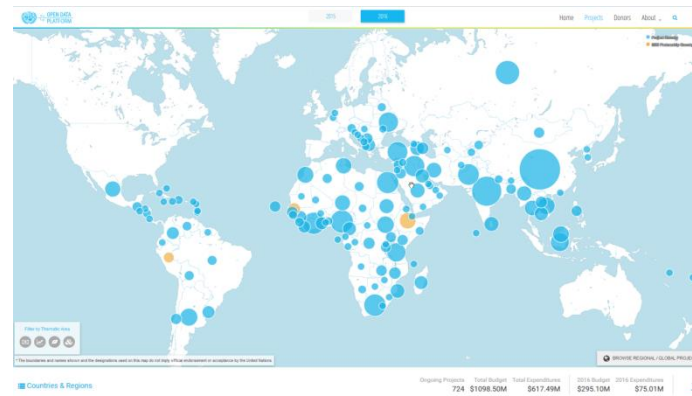 OPEN DATA
PLATFORM
2015
2016
Home Projects Donors About
Filter by Thematic Area
* The boundaries and names shown and the designations used on this map do not imply official endorsement or acceptance by the United Nations.
BROWSE REGIONAL / GLOBAL PROJE
Countries & Regions
Ongoing Projects Total Budget Total Expenditures 2016 Budget 2016 Expenditures
724 $1098.50M $617.49M $295.10M $75.01M